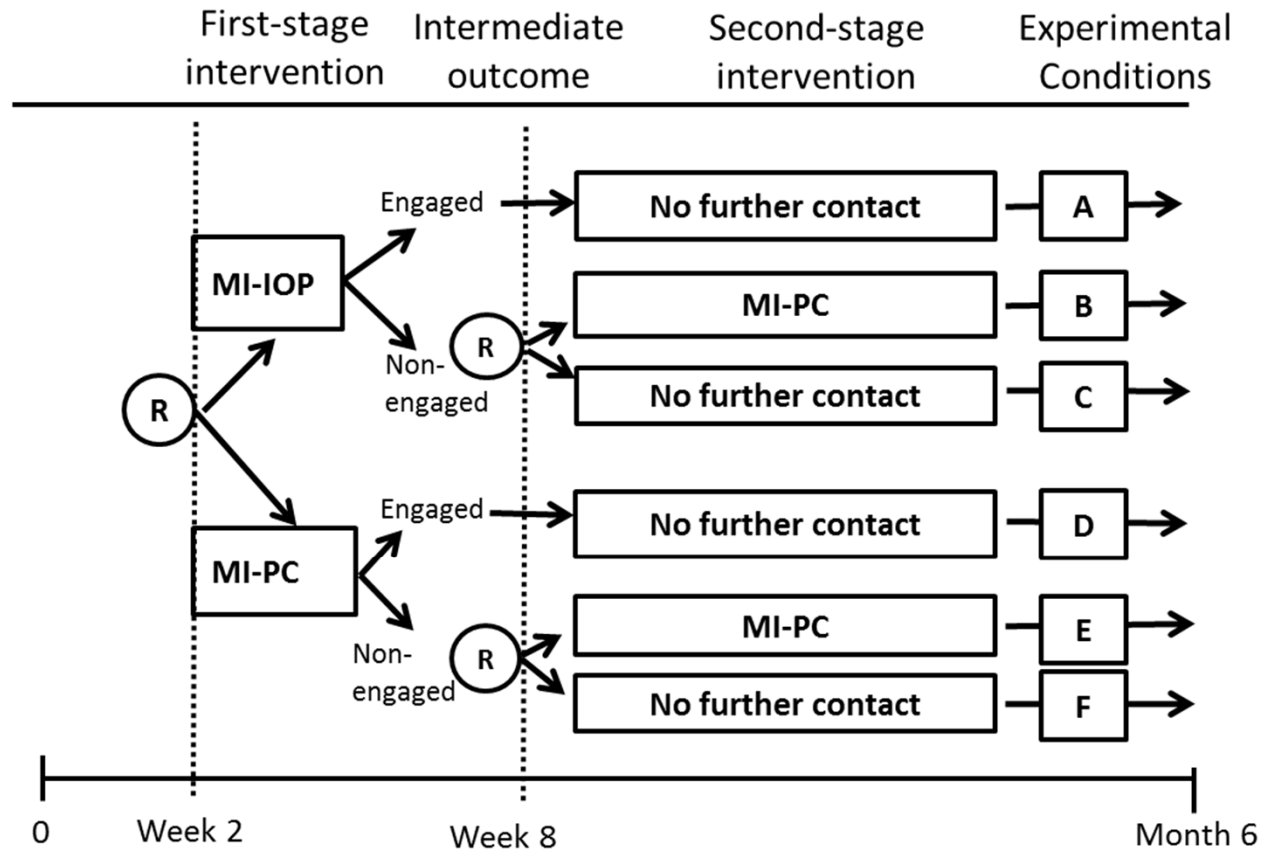 First-stage
intervention
Intermediate
outcome
Second-stage
intervention
Experimental
Conditions
Engaged
No further contact
A
MI-IOP
MI-PC
B
R
Non-
engaged
No further contact
C
R
Engaged
No further contact
D
MI-PC
MI-PC
E
Non-
engaged
R
No further contact
F
0
Week 2
Week 8
Month 6